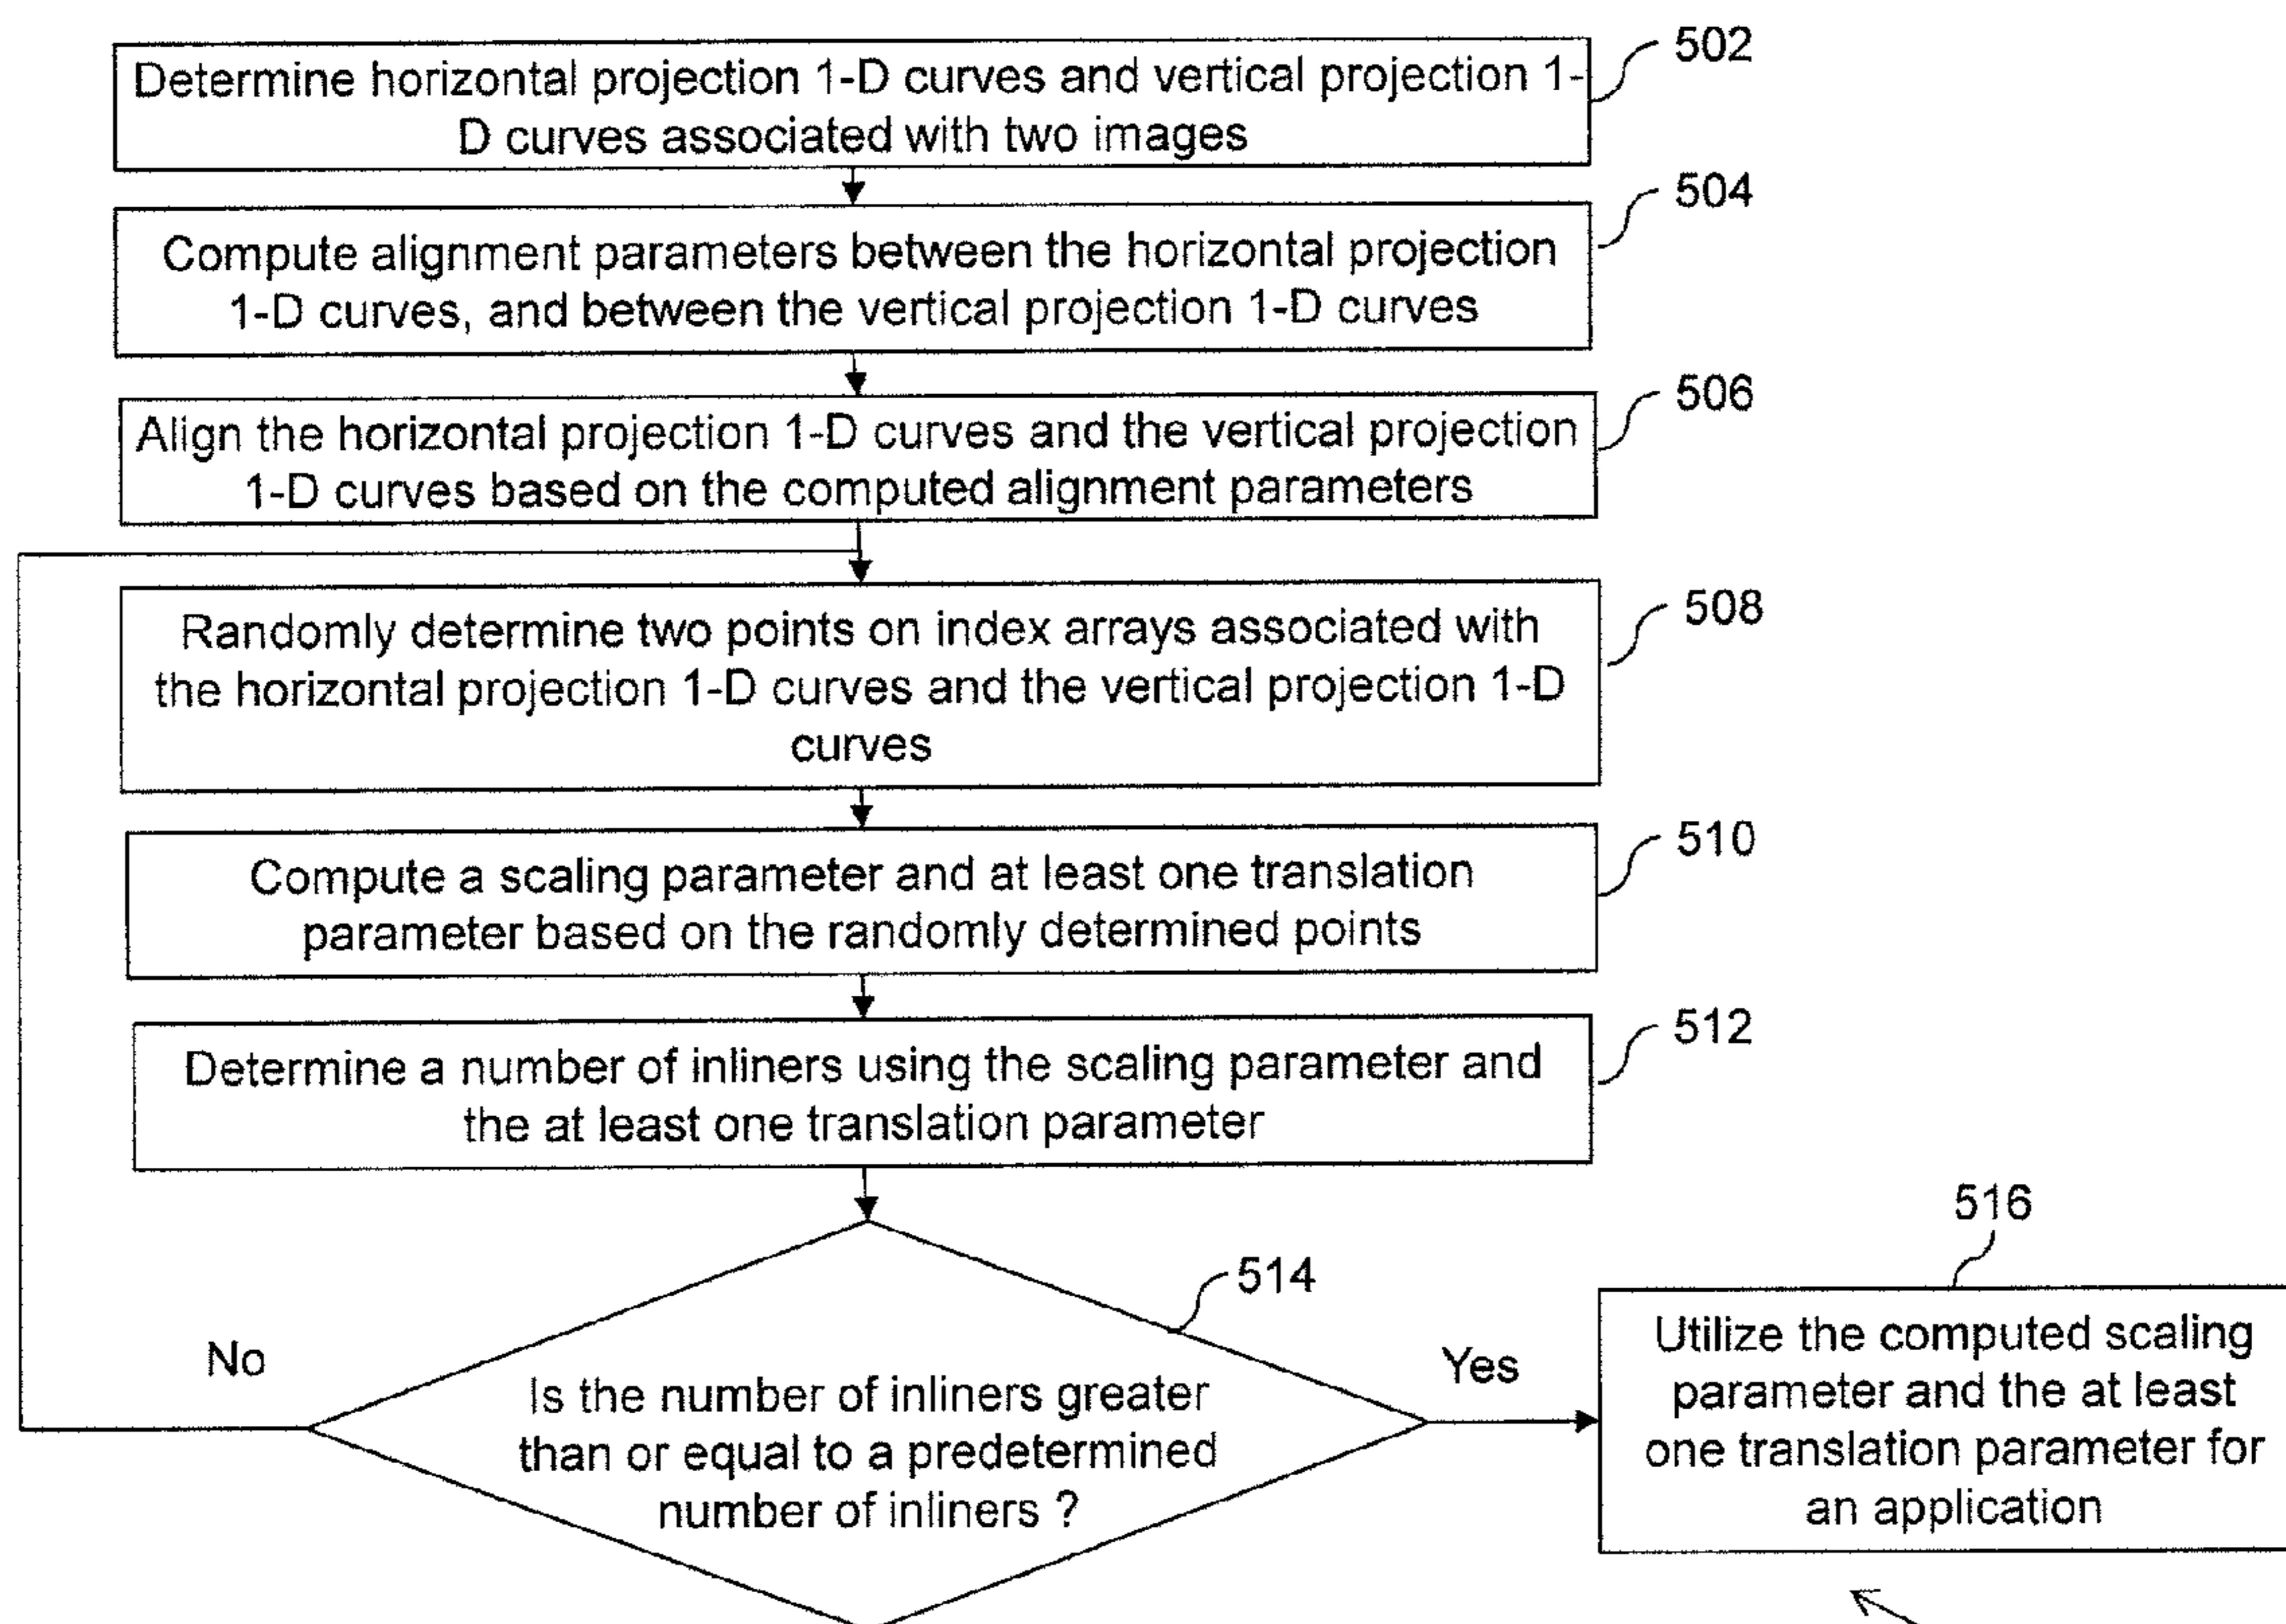 502
Determine horizontal projection 1-D curves and vertical projection 1-
D curves associated with two images
504
Compute alignment parameters between the horizontal projection
1-D curves, and between the vertical projection 1-D curves
506
Align the horizontal projection 1-D curves and the vertical projection
1-D curves based on the computed alignment parameters
508
Randomly determine two points on index arrays associated with
the horizontal projection 1-D curves and the vertical projection 1-D
curves
510
Compute a scaling parameter and at least one translation
parameter based on the randomly determined points
512
Determine a number of inliners using the scaling parameter and
the at least one translation parameter
514
Is the number of inliners greater
than or equal to a predetermined
number of inliners ?
No
Yes
516
Utilize the computed scaling
parameter and the at least
one translation parameter for
an application